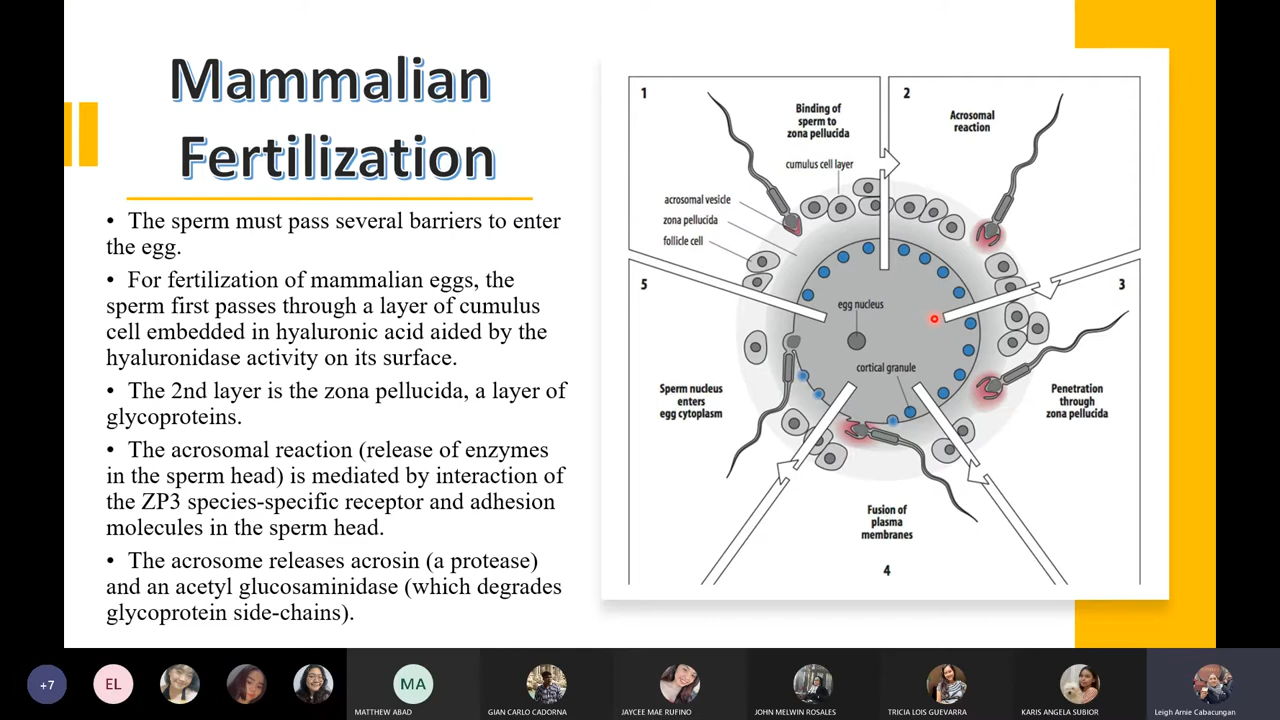 Mammalian
Fertilization
• The sperm must pass several barriers to enter
the egg.
• For fertilization of mammalian eggs, the
sperm first passes through a layer of cumulus
cell embedded in hyaluronic acid aided by the
hyaluronidase activity on its surface.
• The 2nd layer is the zona pellucida, a layer of
glycoproteins.
• The acrosomal reaction (release of enzymes
in the sperm head) is mediated by interaction
of the ZP3 species-specific receptor and adhesion
molecules in the sperm head.
• The acrosome releases acrosin (a protease)
and an acetyl glucosaminidase (which degrades
glycoprotein side-chains).
1
Binding of
sperm to
zona pellucida
cumulus cell layer
acrosomal vesicle
zona pellucida
follicle cell
2
Acrosomal
reaction
3
Penetration
through
zona pellucida
egg nucleus
cortical granule
5
Sperm nucleus
enters
egg cytoplasm
Fusion of
plasma
membranes
4
+7
EL
MA
MATTHEW ABAD
GIAN CARLO CADORNA
JAYCEE MAE RUFINO
JOHN MELWIN ROSALES
TRICIA LOIS GUEVARRA
KARIS ANGELA SUBIOR
Leigh Arnie Cabacungan